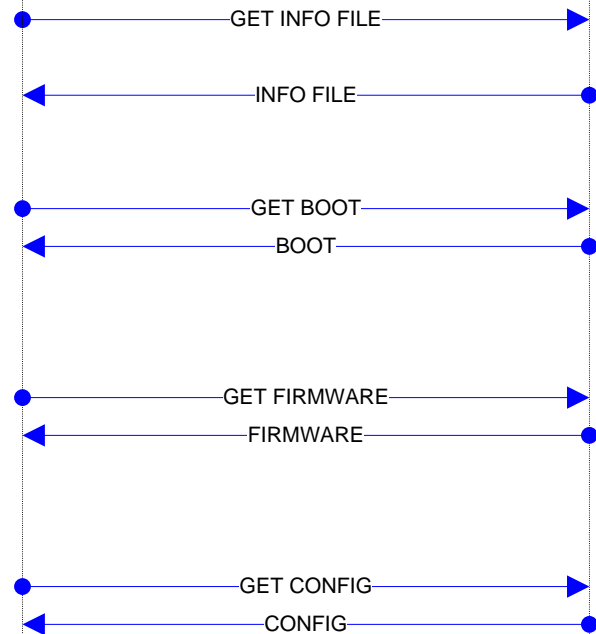 GET INFO FILE
INFO FILE
GET BOOT
BOOT
GET FIRMWARE
FIRMWARE
GET CONFIG
CONFIG